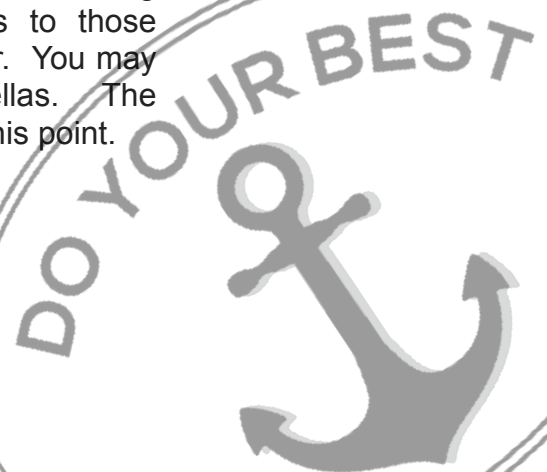 s to those
r. You may
ellas. The
his point.
DO YOUR BEST